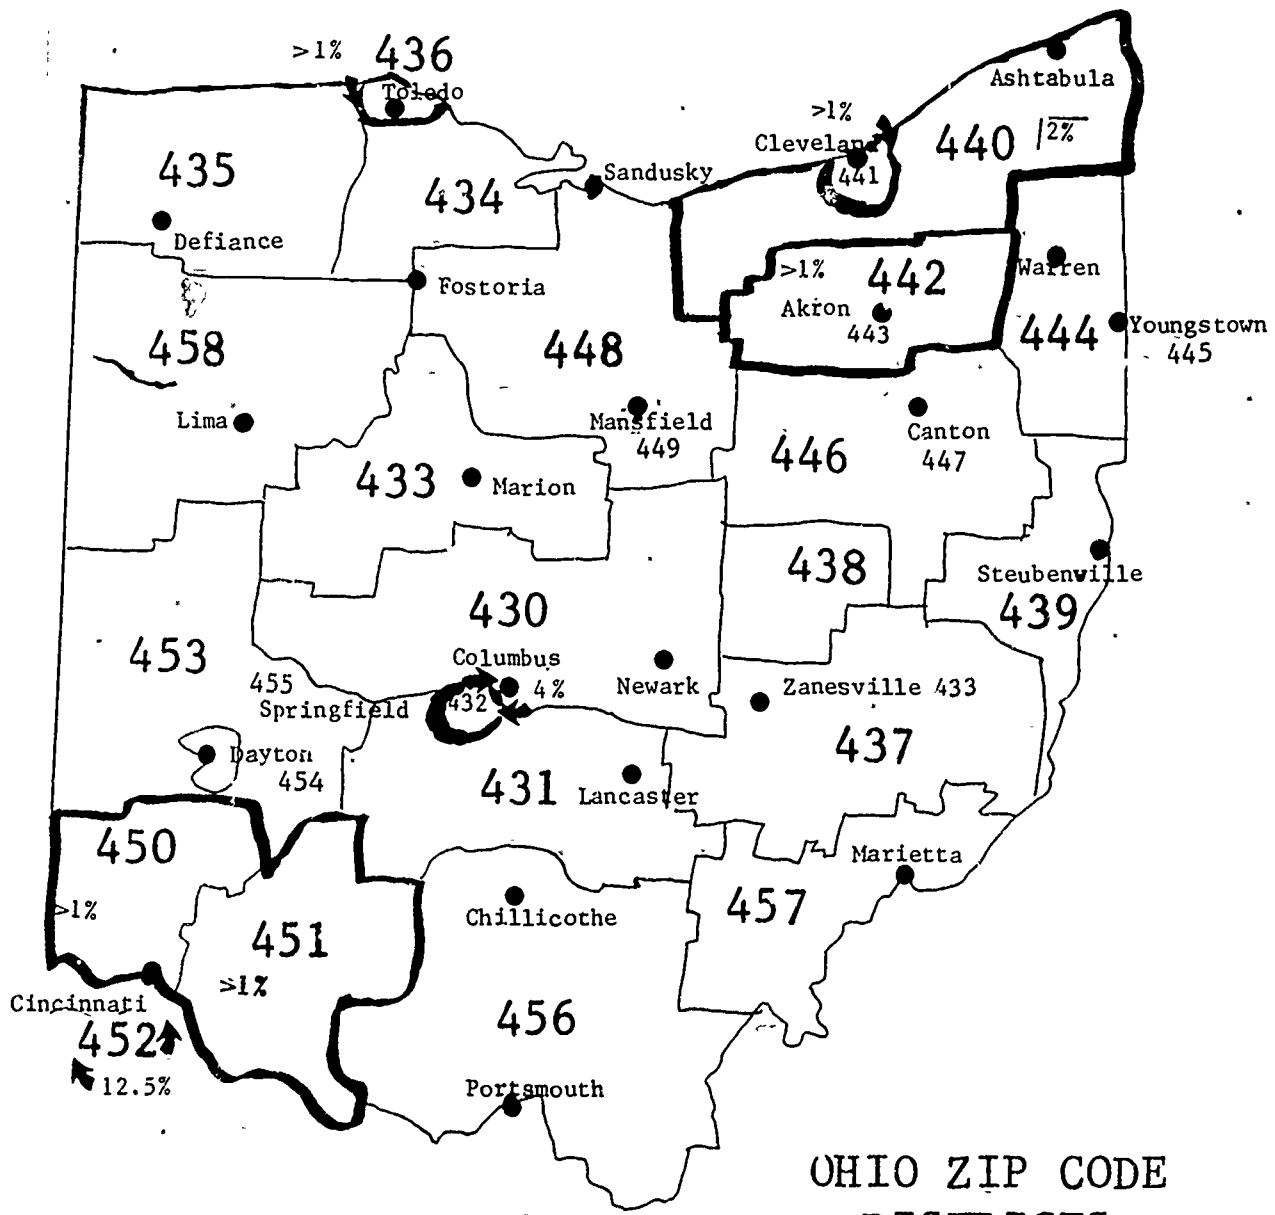 >1% 436
Toledo
Ashtabula
>1%
Cleveland
440 2%
441
435
434
Sandusky
Defiance
Warren
>1% 442
Fostoria
Akron
443
444
Youngstown
445
458
448
Lima
Mansfield
449
Canton
447
446
433
Marion
438
Steubenville
439
430
453
Columbus
455
4%
Newark
Zanesville 433
Springfield
432
437
Dayton
454
431
Lancaster
450
Marietta
>1%
Chillicothe
457
451
>1%
Cincinnati
452
456
12.5%
Portsmouth
OHIO ZIP CODE